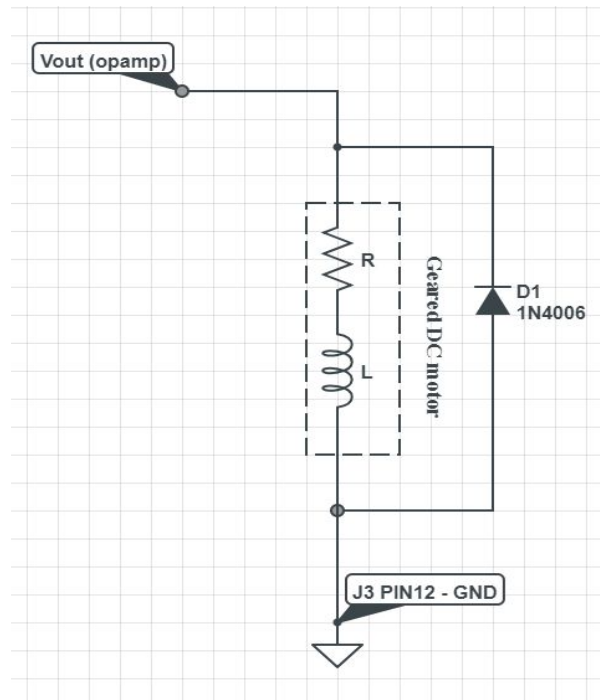 Vout (opamp)
R
Geared DC motor
D1
1N4006
L
J3 PIN12 - GND